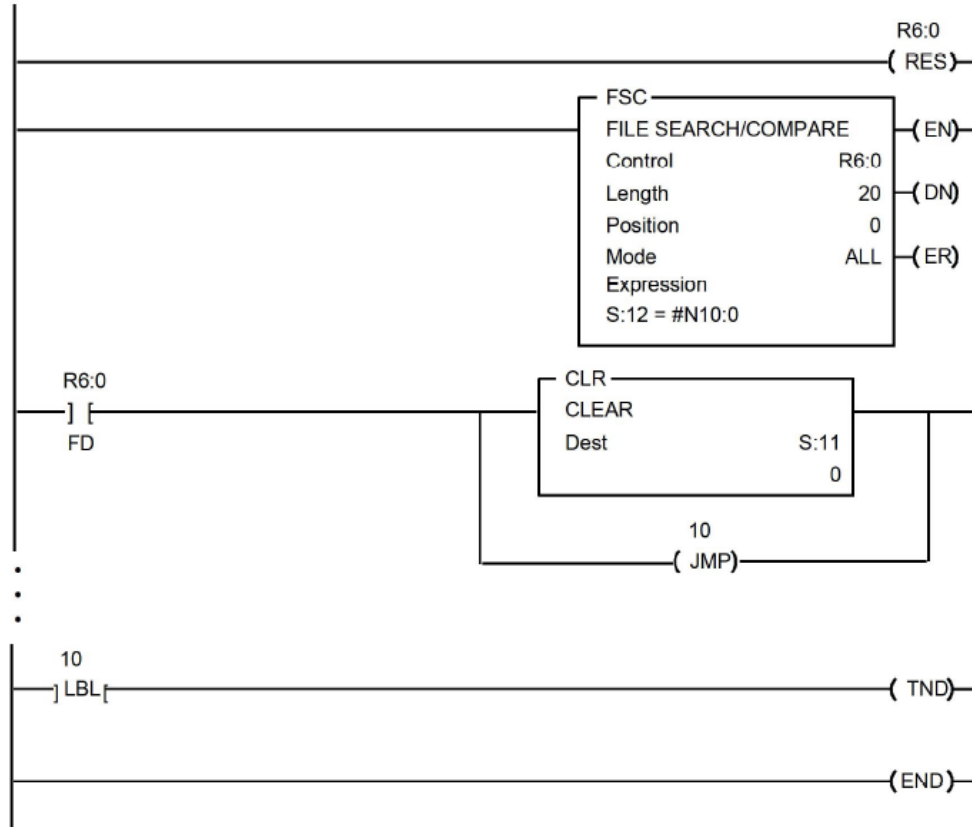 R6:0
( RES )
FSC
FILE SEARCH/COMPARE
(EN)
Control R6:0
Length 20
(DN)
Position 0
Mode ALL
(ER)
Expression
S:12 = #N10:0
R6:0
] [
FD
CLR
CLEAR
Dest S:11
0
10
( JMP)
10
] LBL [
( TND)
(END)